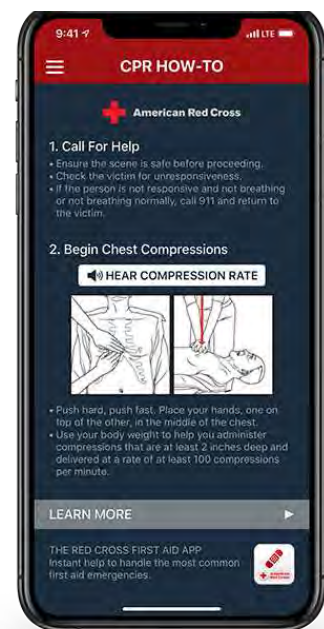 9:41
LTE
CPR HOW-TO
American Red Cross
1. Call For Help
• Ensure the scene is safe before proceeding.
• Check the victim for unresponsiveness.
• If the person is not responsive and not breathing
or not breathing normally, call 911 and return to
the victim.
2. Begin Chest Compressions
HEAR COMPRESSION RATE
• Push hard, push fast. Place your hands, one on
top of the other, in the middle of the chest.
• Use your body weight to help you administer
compressions that are at least 2 inches deep and
delivered at a rate of at least 100 compressions
per minute.
LEARN MORE
THE RED CROSS FIRST AID APP
Instant help to handle the most common
first aid emergencies.
American
Red Cross